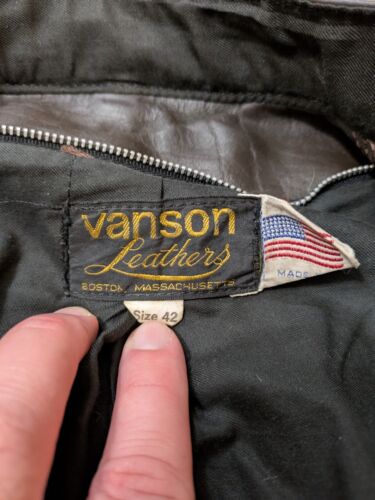 vanson
Leathers
BOSTON, MASSACHUSETTS
MADE
Size 42